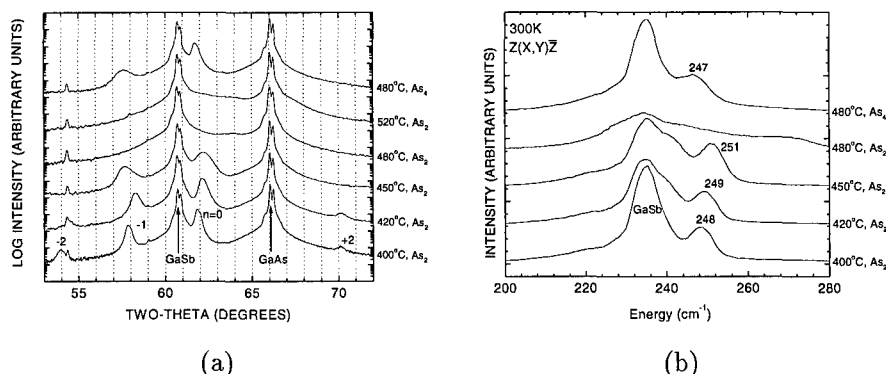 LOG INTENSITY (ARBITRARY UNITS)
480°C, As4
520°C, As2
480°C, As2
450°C, As2
420°C, As2
400°C, As2
-2
-1
n=0
+2
GaSb
GaAs
55
60
65
70
TWO-THETA (DEGREES)
(a)
INTENSITY (ARBITRARY UNITS)
300K
Z(X,Y)Z̅
247
480°C, As4
480°C, As2
251
450°C, As2
249
420°C, As2
GaSb
248
400°C, As2
200
220
240
260
280
Energy (cm⁻¹)
(b)